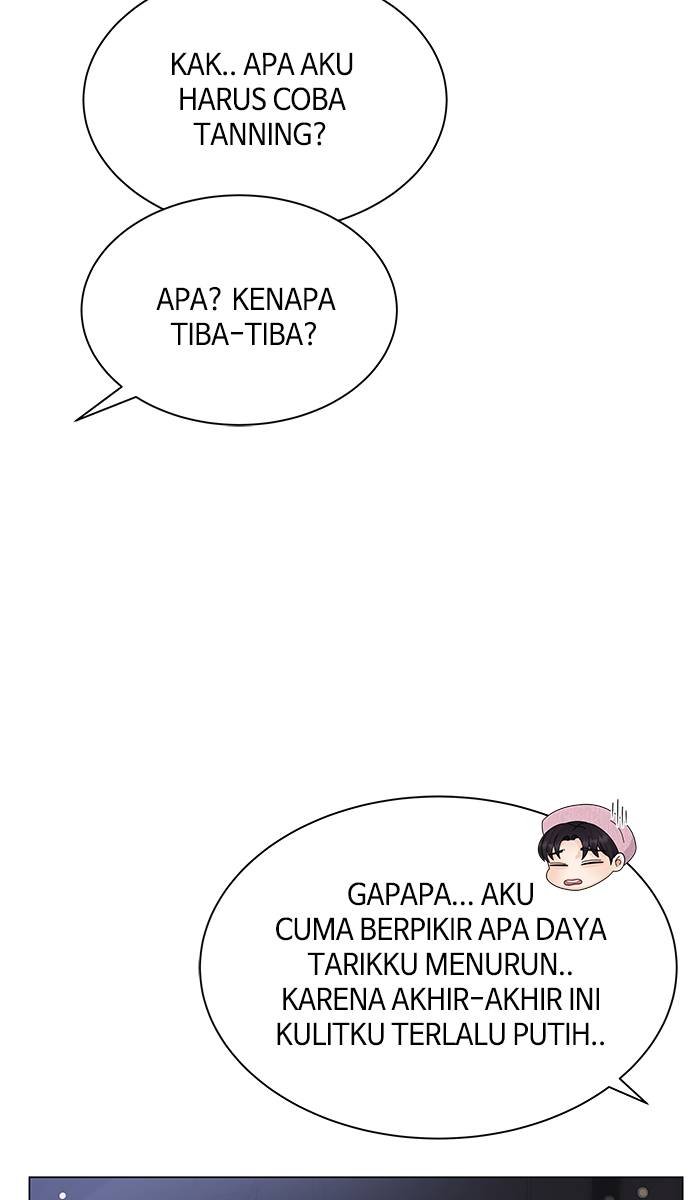 KAK.. APA AKU
HARUS COBA
TANNING?
APA? KENAPA
TIBA-TIBA?
GAPAPA... AKU
CUMA BERPIKIR APA DAYA
TARIKKU MENURUN..
KARENA AKHIR-AKHIR INI
KULITKU TERLALU PUTIH..